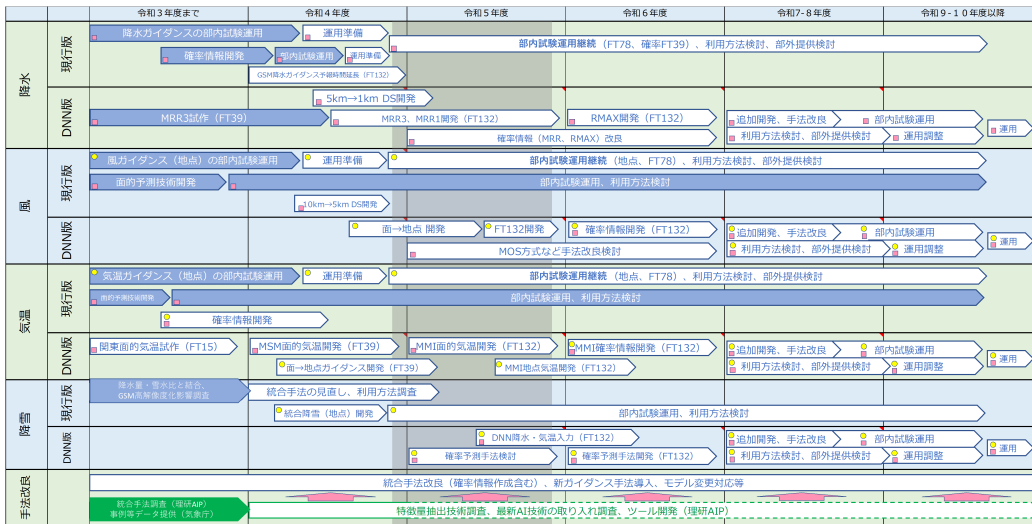 令和3年度まで
令和4年度
令和5年度
令和6年度
令和7-8年度
令和9-10年度以降
降水
現行版
降水ガイダンスの部内試験運用
運用準備
部内試験運用継続（FT78、確率FT39）、利用方法検討、部外提供検討
確率情報開発
部内試験運用
運用準備
GSM降水ガイダンス予報時間延長（FT132）
DNN版
5km→1km DS開発
MRR3試作（FT39）
MRR3、MRR1開発（FT132）
RMAX開発（FT132）
追加開発、手法改良
部内試験運用
確率情報（MRR、RMAX）改良
利用方法検討、部外提供検討
運用調整
運用
風
現行版
風ガイダンス（地点）の部内試験運用
運用準備
部内試験運用継続（地点、FT78）、利用方法検討、部外提供検討
面的予測技術開発
部内試験運用、利用方法検討
10km→5km DS開発
DNN版
面→地点 開発
FT132開発
確率情報開発（FT132）
追加開発、手法改良
部内試験運用
MOS方式など手法改良検討
利用方法検討、部外提供検討
運用調整
運用
気温
現行版
気温ガイダンス（地点）の部内試験運用
運用準備
部内試験運用継続（地点、FT78）、利用方法検討、部外提供検討
面的予測技術開発
部内試験運用、利用方法検討
確率情報開発
DNN版
関東面的気温試作（FT15）
MSM面的気温開発（FT39）
MMI面的気温開発（FT132）
MMI確率情報開発（FT132）
追加開発、手法改良
部内試験運用
面→地点ガイダンス開発（FT39）
MMI地点気温開発（FT132）
利用方法検討、部外提供検討
運用調整
運用
降雪
現行版
降水量・雪水比と結合、
GSM高解像度化影響調査
統合手法の見直し、利用方法調査
統合降雪（地点）開発
部内試験運用、利用方法検討
DNN版
DNN降水・気温入力（FT132）
追加開発、手法改良
部内試験運用
確率予測手法検討
確率予測手法開発（FT132）
利用方法検討、部外提供検討
運用調整
運用
手法改良
統合手法改良（確率情報作成含む）、新ガイダンス手法導入、モデル変更対応等
統合手法調査（理研AIP）
事例等データ提供（気象庁）
特徴量抽出技術調査、最新AI技術の取り入れ調査、ツール開発（理研AIP）